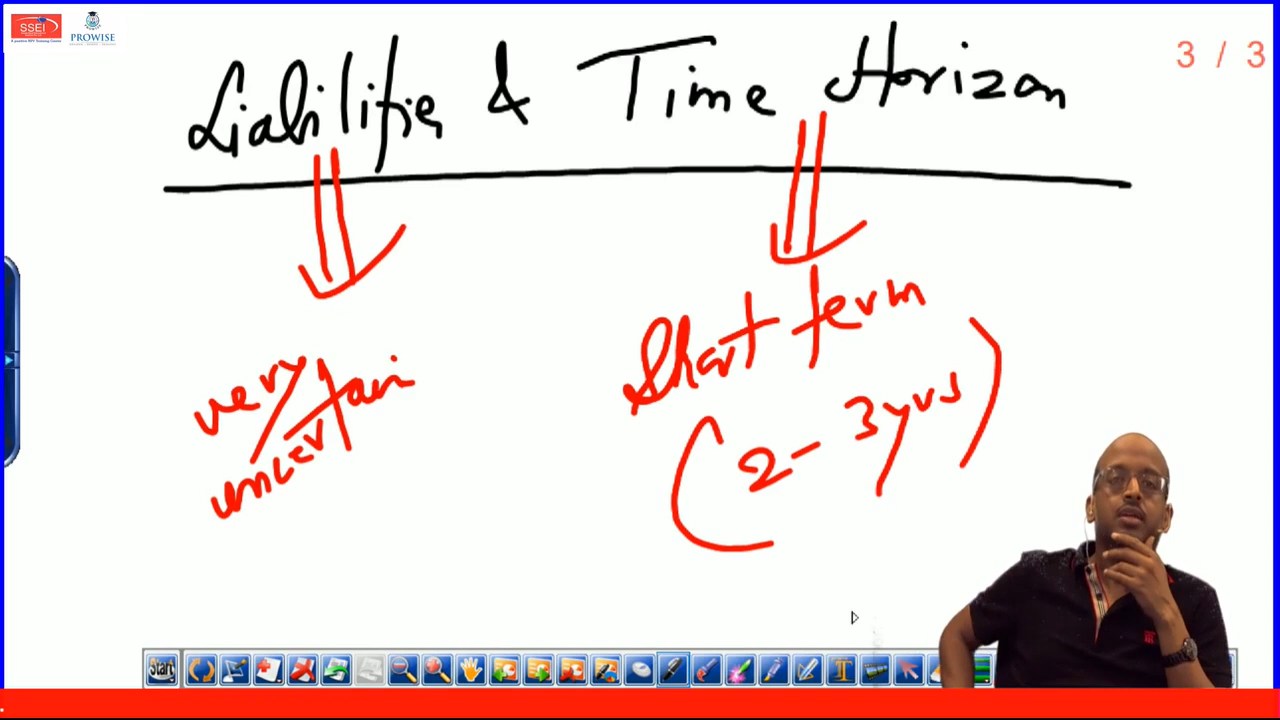 SSEI
PROWISE
3 / 3
Liabilities & Time Horizon
very uncertain
Short term
(2 - 3yrs)
Start
T